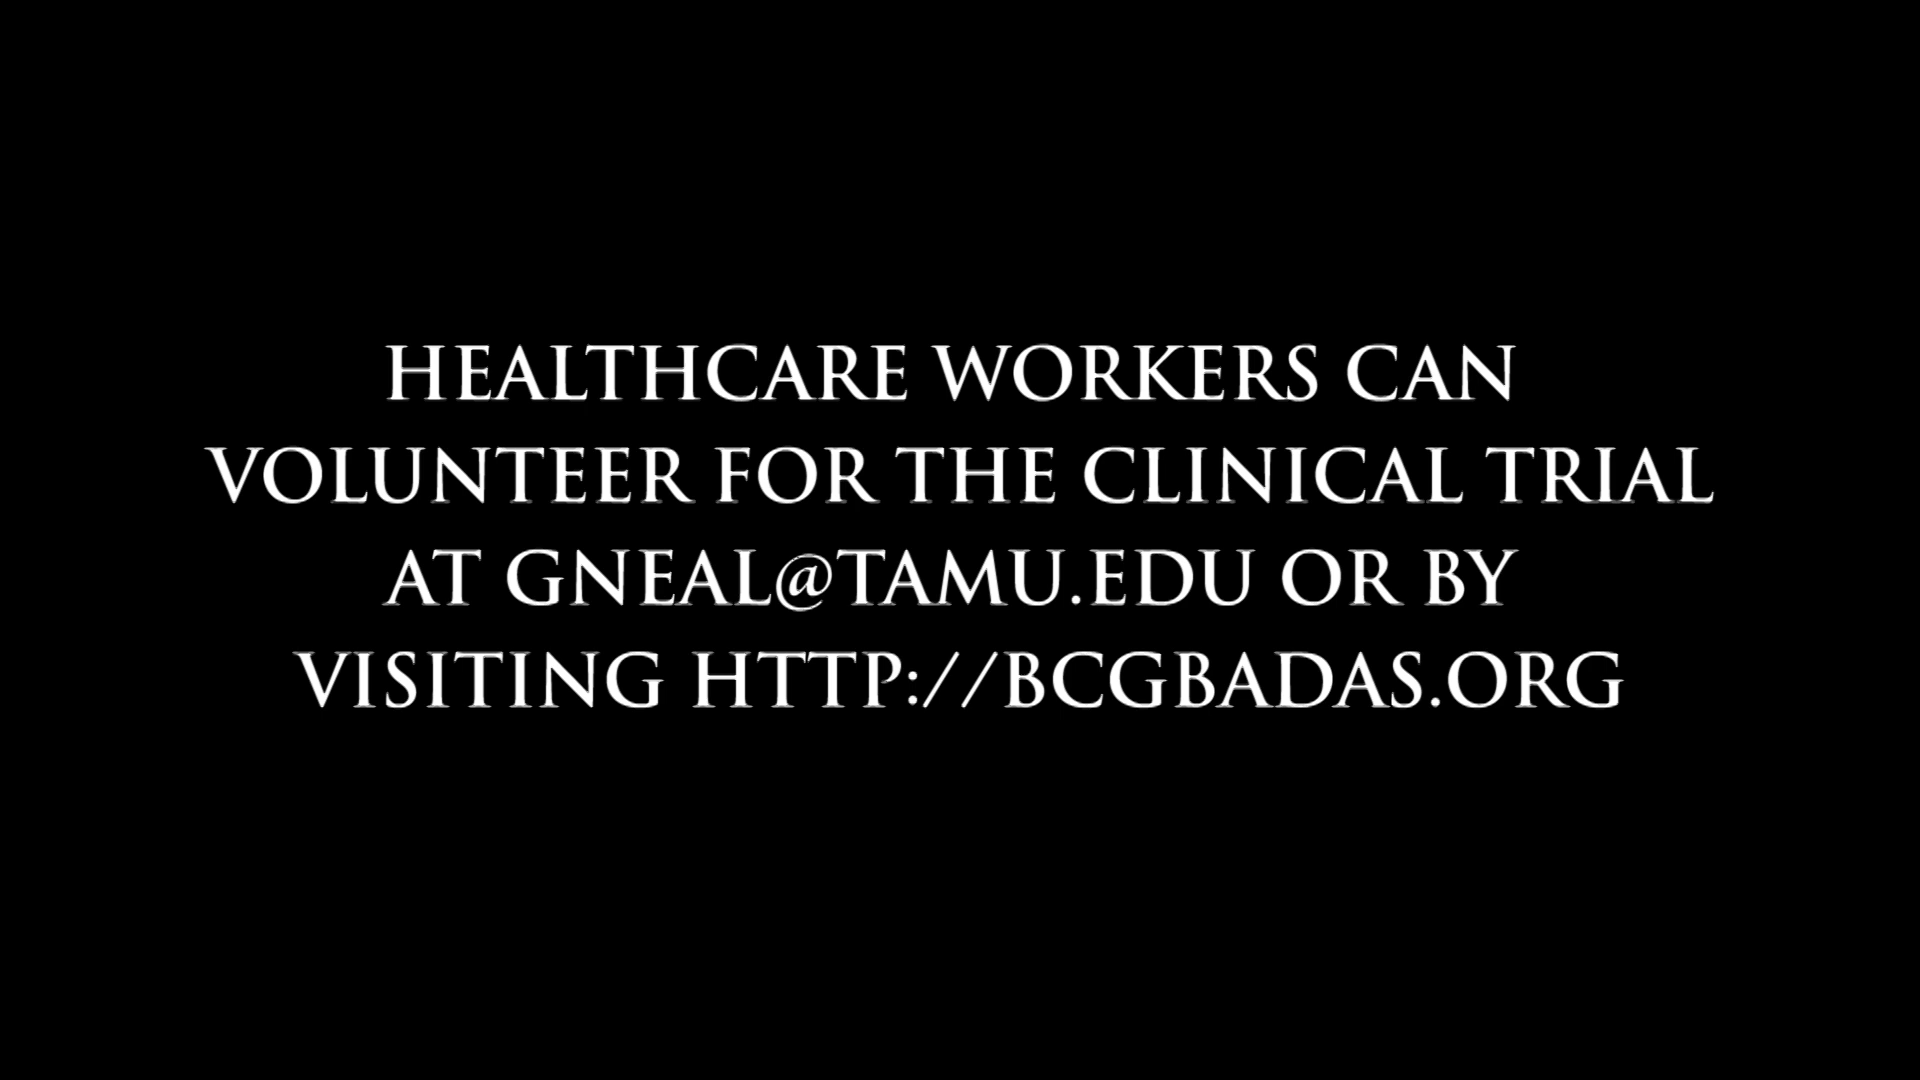 HEALTHCARE WORKERS CAN
VOLUNTEER FOR THE CLINICAL TRIAL
AT GNEAL@TAMU.EDU OR BY
VISITING HTTP://BCGBADAS.ORG